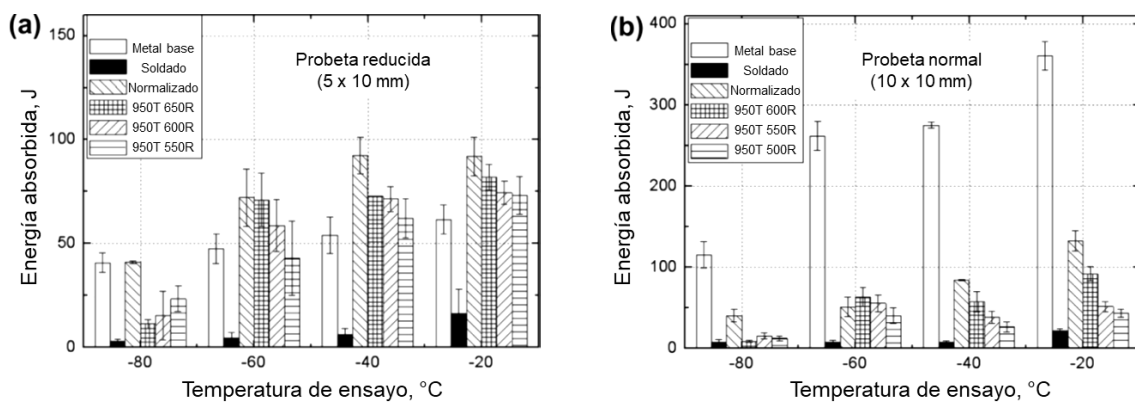 (a)
150
100
50
0
Energía absorbida, J
Metal base
Soldado
Normalizado
950T 650R
950T 600R
950T 550R
Probeta reducida
(5 x 10 mm)
-80 -60 -40 -20
Temperatura de ensayo, °C
(b)
400
300
200
100
0
Energía absorbida, J
Metal base
Soldado
Normalizado
950T 600R
950T 550R
950T 500R
Probeta normal
(10 x 10 mm)
-80 -60 -40 -20
Temperatura de ensayo, °C